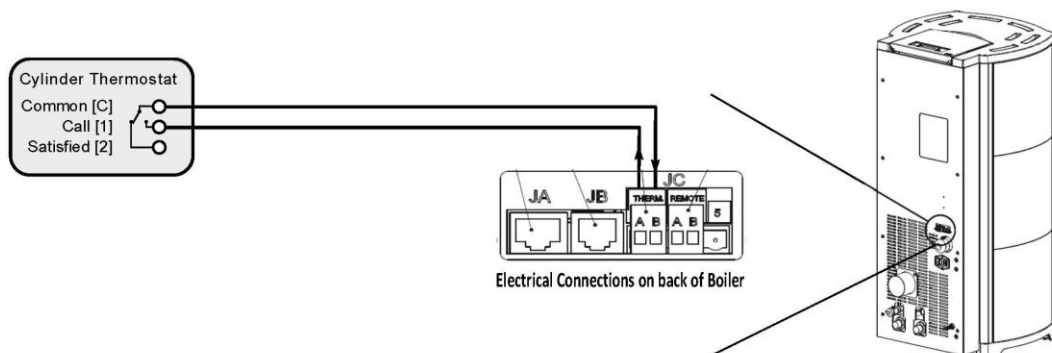 Cylinder Thermostat
Common [C]
Call [1]
Satisfied [2]
JC
JA JB THERM. REMOTE
5
A B A B
Electrical Connections on back of Boiler